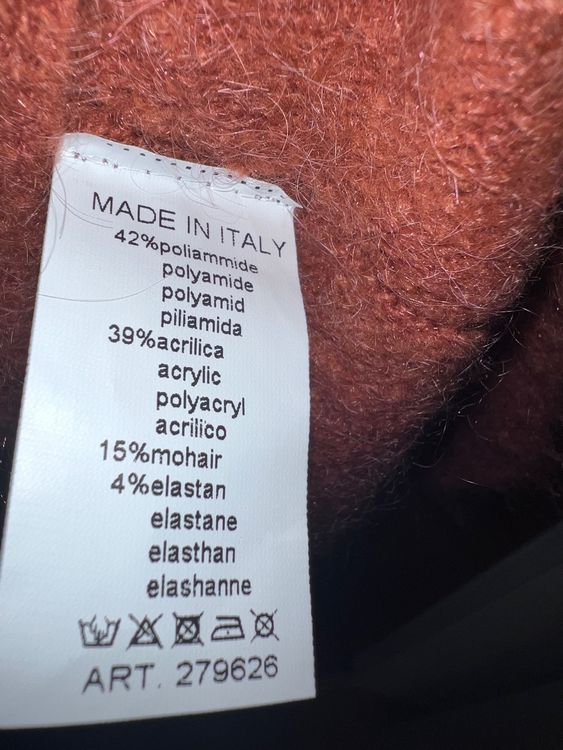 MADE IN ITALY
42%poliammide
polyamide
polyamid
piliamida
39%acrilica
acrylic
polyacryl
acrilico
15%mohair
4%elastan
elastane
elasthan
elashanne
ART. 279626